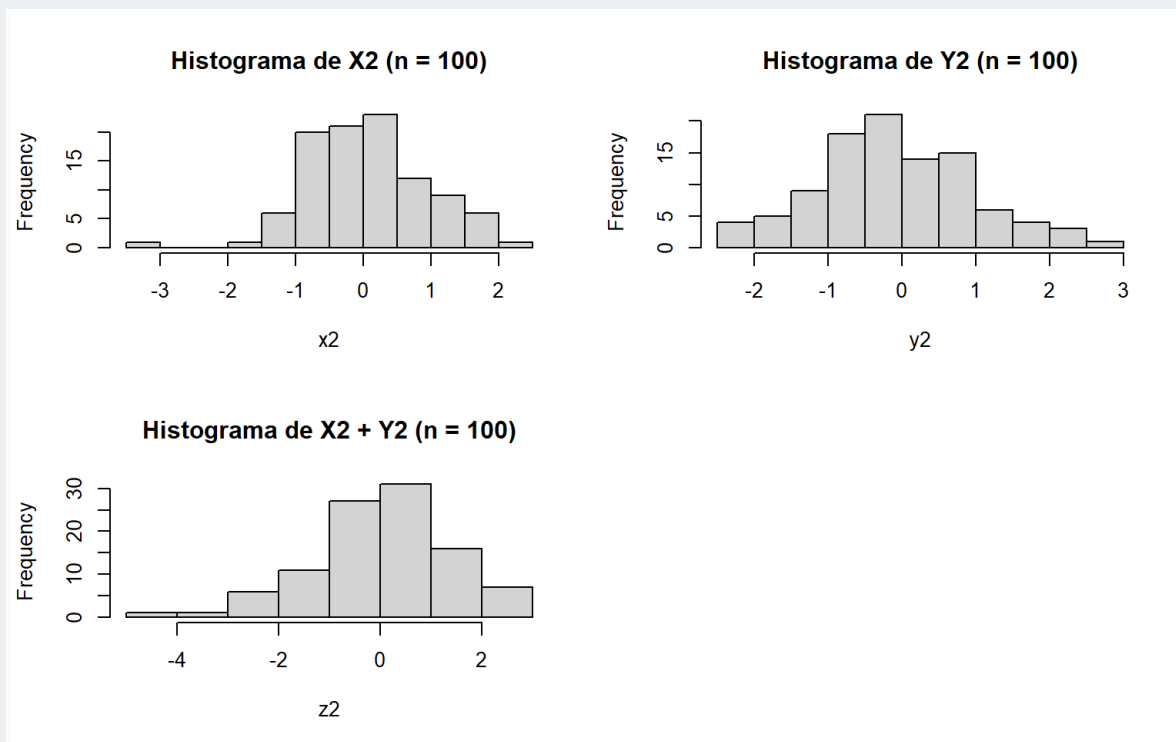 Histograma de X2 (n = 100)
Frequency
15
5
0
-3 -2 -1 0 1 2
x2
Histograma de Y2 (n = 100)
Frequency
15
5
0
-2 -1 0 1 2 3
y2
Histograma de X2 + Y2 (n = 100)
Frequency
30
20
10
0
-4 -2 0 2
z2